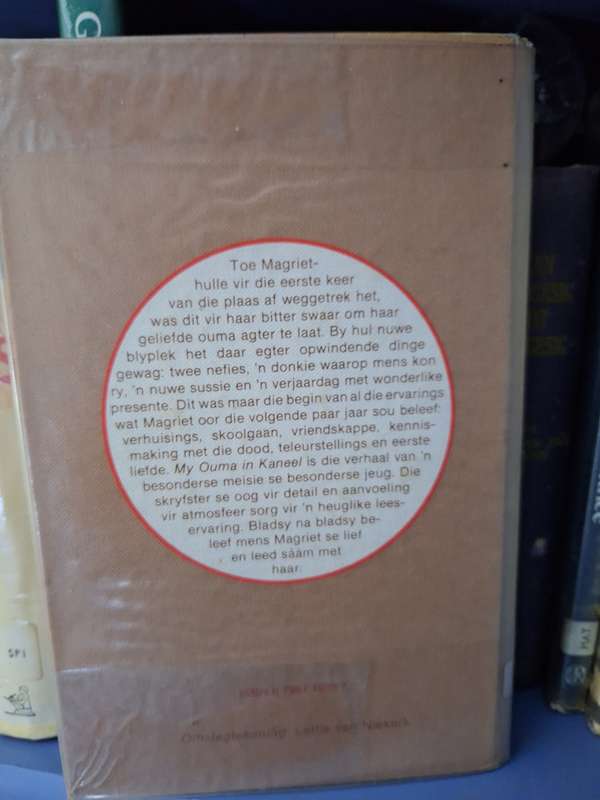 G
Toe Magriet-
hulle vir die eerste keer
van die plaas af weggetrek het,
was dit vir haar bitter swaar om haar
geliefde ouma agter te laat. By hul nuwe
blyplek het daar egter opwindende dinge
gewag: twee nefies, 'n donkie waarop mens kon
ry, 'n nuwe sussie en 'n verjaardag met wonderlike
presente. Dit was maar die begin van al die ervarings
wat Magriet oor die volgende paar jaar sou beleef:
verhuisings, skoolgaan, vriendskappe, kennis-
making met die dood, teleurstellings en eerste
liefde. My Ouma in Kaneel is die verhaal van 'n
besonderse meisie se besonderse jeug. Die
skryfster se oog vir detail en aanvoeling
vir atmosfeer sorg vir 'n heuglike lees-
ervaring. Bladsy na bladsy be-
leef mens Magriet se lief
en leed sáám met
haar.
Omslagtekening: Lettie van Niekerk
SPI
MAT